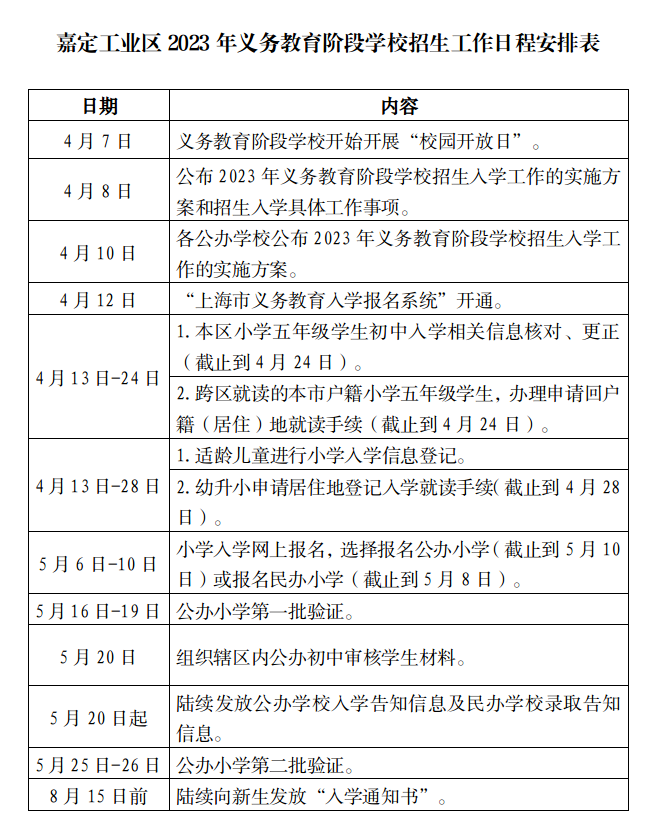 嘉定工业区 2023 年义务教育阶段学校招生工作日程安排表
日期 内容
4 月 7 日 义务教育阶段学校开始开展“校园开放日”。
4 月 8 日 公布 2023 年义务教育阶段学校招生入学工作的实施方
案和招生入学具体工作事项。
4 月 10 日 各公办学校公布 2023 年义务教育阶段学校招生入学工
作的实施方案。
4 月 12 日 “上海市义务教育入学报名系统”开通。
4 月 13 日-24 日 1. 本区小学五年级学生初中入学相关信息核对、更正
（截止到 4 月 24 日）。
2. 跨区就读的本市户籍小学五年级学生，办理申请回户
籍（居住）地就读手续（截止到 4 月 24 日）。
4 月 13 日-28 日 1. 适龄儿童进行小学入学信息登记。
2. 幼升小申请居住地登记入学就读手续（截止到 4 月 28
日）。
5 月 6 日-10 日 小学入学网上报名，选择报名公办小学（截止到 5 月 10
日）或报名民办小学（截止到 5 月 8 日）。
5 月 16 日-19 日 公办小学第一批验证。
5 月 20 日 组织辖区内公办初中审核学生材料。
5 月 20 日起 陆续发放公办学校入学告知信息及民办学校录取告知
信息。
5 月 25 日-26 日 公办小学第二批验证。
8 月 15 日前 陆续向新生发放“入学通知书”。